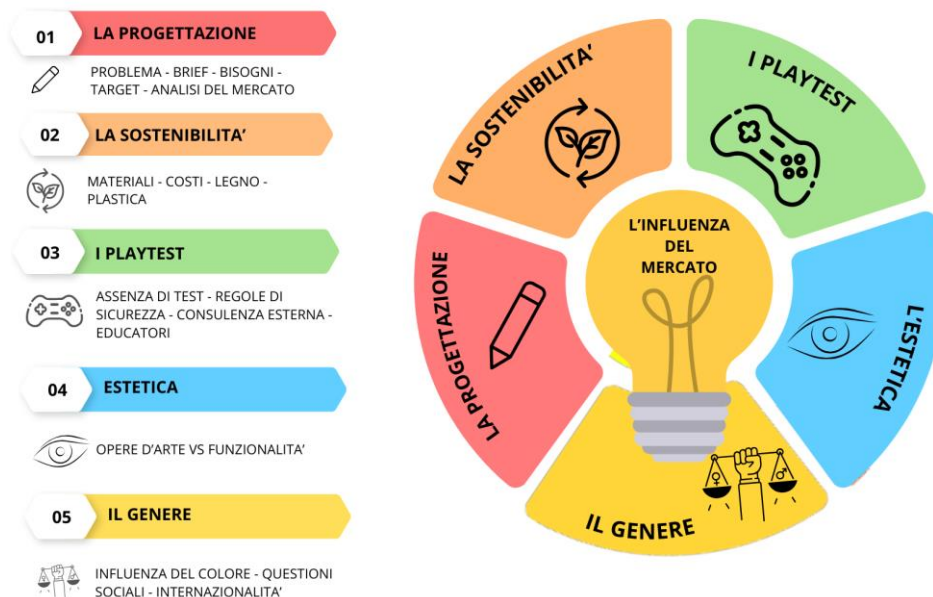 01
LA PROGETTAZIONE
PROBLEMA - BRIEF - BISOGNI -
TARGET - ANALISI DEL MERCATO
02
LA SOSTENIBILITA’
MATERIALI - COSTI - LEGNO -
PLASTICA
03
I PLAYTEST
ASSENZA DI TEST - REGOLE DI
SICUREZZA - CONSULENZA ESTERNA -
EDUCATORI
04
ESTETICA
OPERE D'ARTE VS FUNZIONALITA’
05
IL GENERE
INFLUENZA DEL COLORE - QUESTIONI
SOCIALI - INTERNAZIONALITA’
LA PROGETTAZIONE
LA SOSTENIBILITA’
I PLAYTEST
L'ESTETICA
IL GENERE
L’INFLUENZA
DEL
MERCATO